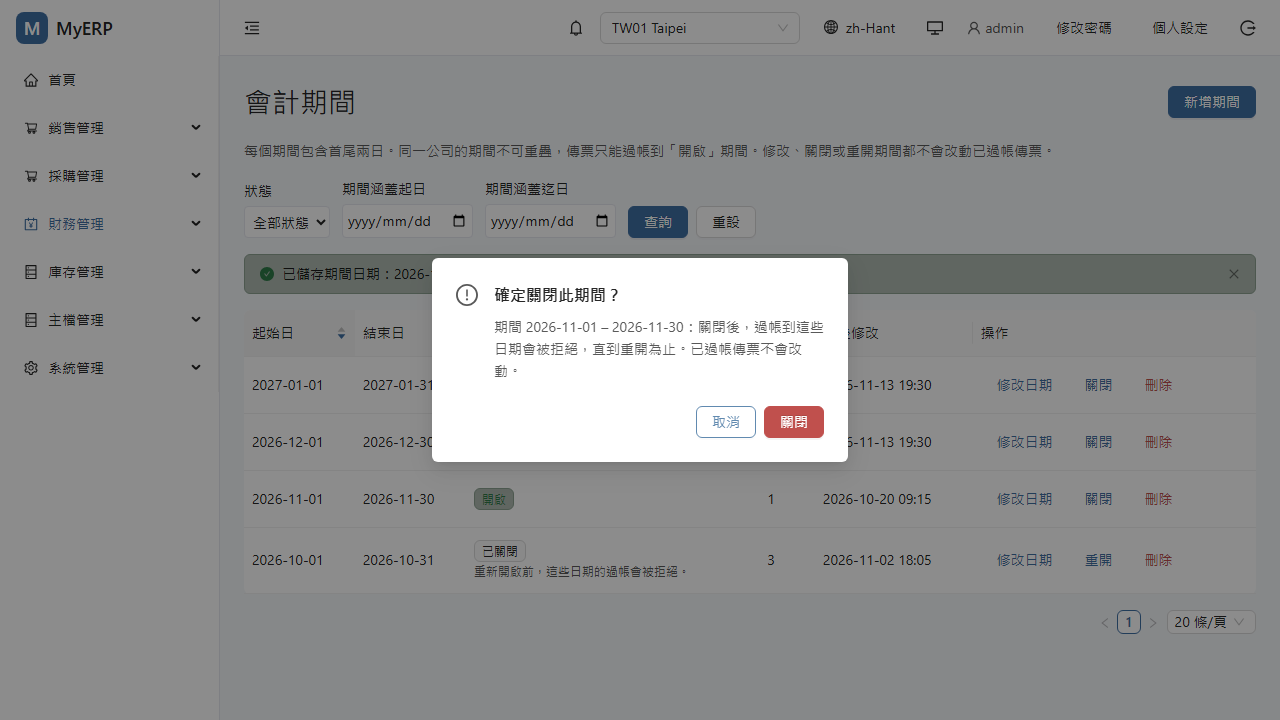 M MyERP
TW01 Taipei
zh-Hant
admin
修改密碼
個人設定
首頁
銷售管理
採購管理
財務管理
庫存管理
主檔管理
系統管理
會計期間
新增期間
每個期間包含首尾兩日。同一公司的期間不可重疊，傳票只能過帳到「開啟」期間。修改、關閉或重開期間都不會改動已過帳傳票。
狀態
期間涵蓋起日
期間涵蓋迄日
全部狀態
yyyy/mm/dd
yyyy/mm/dd
查詢
重設
已儲存期間日期：2026-
確定關閉此期間？
期間 2026-11-01 – 2026-11-30：關閉後，過帳到這些
日期會被拒絕，直到重開為止。已過帳傳票不會改
動。
取消
關閉
起始日
結束日
修改
操作
2027-01-01
2027-01-31
-11-13 19:30
修改日期
關閉
刪除
2026-12-01
2026-12-30
-11-13 19:30
修改日期
關閉
刪除
2026-11-01
2026-11-30
開啟
1
2026-10-20 09:15
修改日期
關閉
刪除
2026-10-01
2026-10-31
已關閉
重新開啟前，這些日期的過帳會被拒絕。
3
2026-11-02 18:05
修改日期
重開
刪除
1
20 條/頁